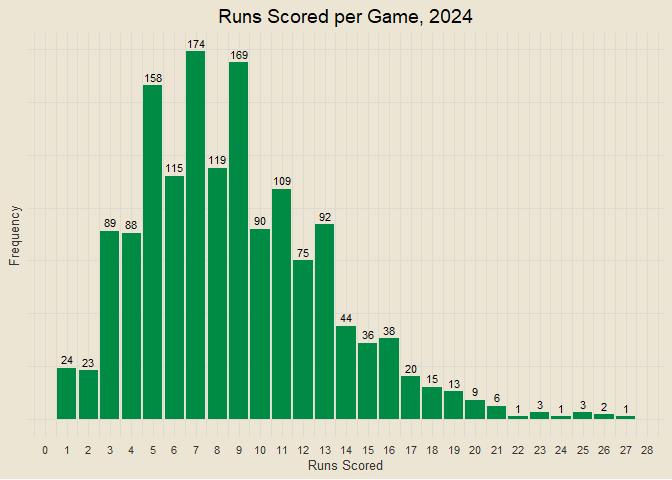 Runs Scored per Game, 2024
Frequency
24 23 89 88 158 115 174 119 169 90 109 75 92 44 36 38 20 15 13 9 6 1 3 1 3 2 1
0 1 2 3 4 5 6 7 8 9 10 11 12 13 14 15 16 17 18 19 20 21 22 23 24 25 26 27 28
Runs Scored